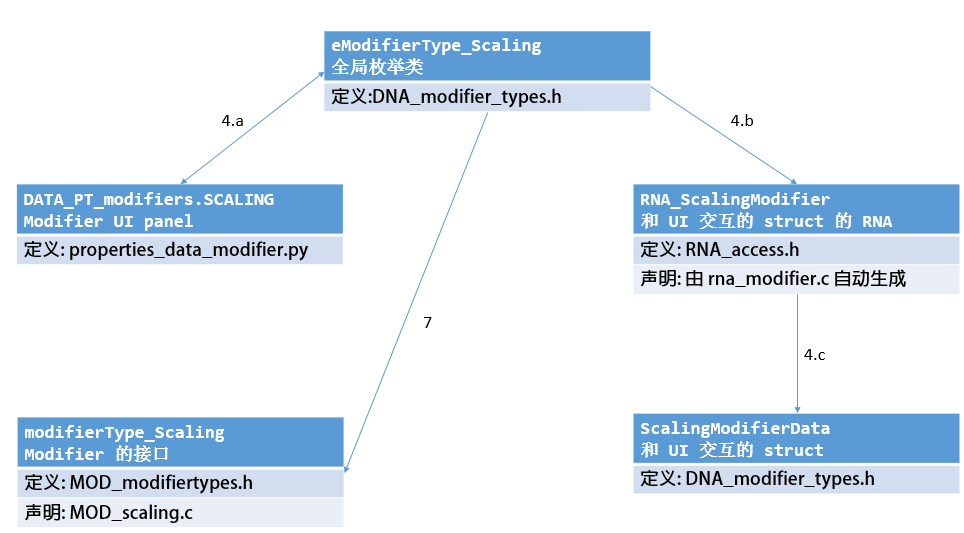 eModifierType_Scaling
全局枚举类
定义:DNA_modifier_types.h
4.a
4.b
DATA_PT_modifiers.SCALING
Modifier UI panel
定义: properties_data_modifier.py
RNA_ScalingModifier
和 UI 交互的 struct 的 RNA
定义: RNA_access.h
声明: 由 rna_modifier.c 自动生成
7
4.c
modifierType_Scaling
Modifier 的接口
定义: MOD_modifiertypes.h
声明: MOD_scaling.c
ScalingModifierData
和 UI 交互的 struct
定义: DNA_modifier_types.h